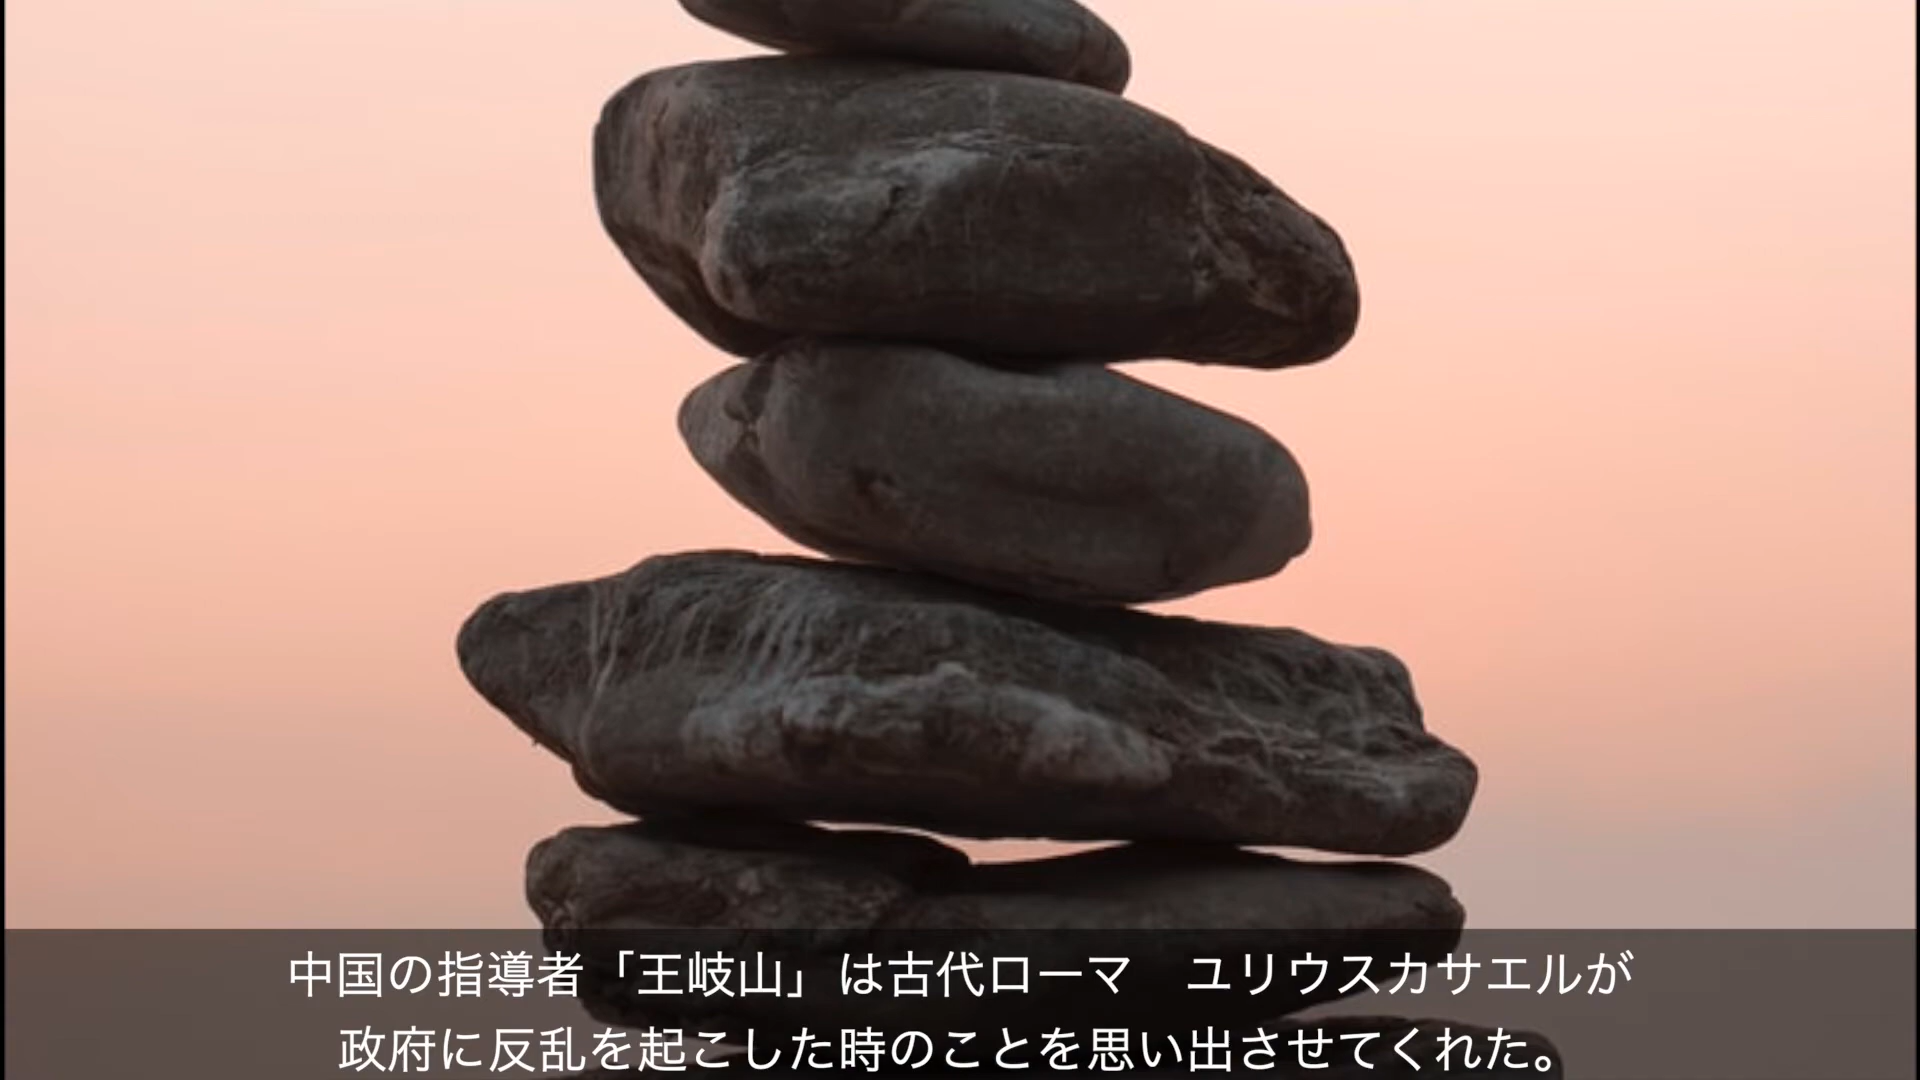 中国の指導者「王岐山」は古代ローマ　ユリウスカサエルが
政府に反乱を起こした時のことを思い出させてくれた。